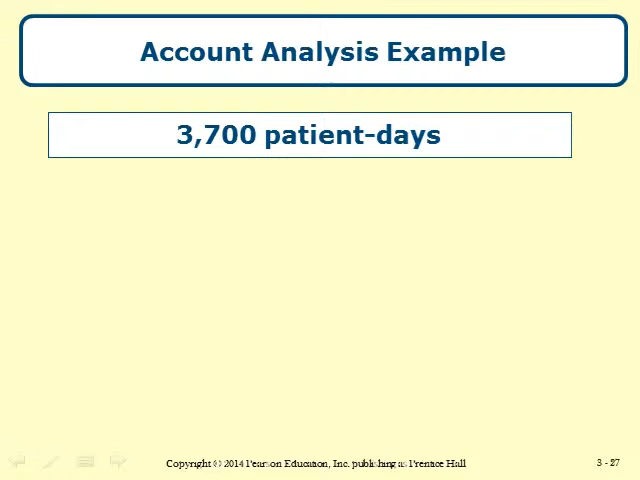 Account Analysis Example
3,700 patient-days
Copyright © 2014 Pearson Education, Inc. publishing as Prentice Hall
3 - 27